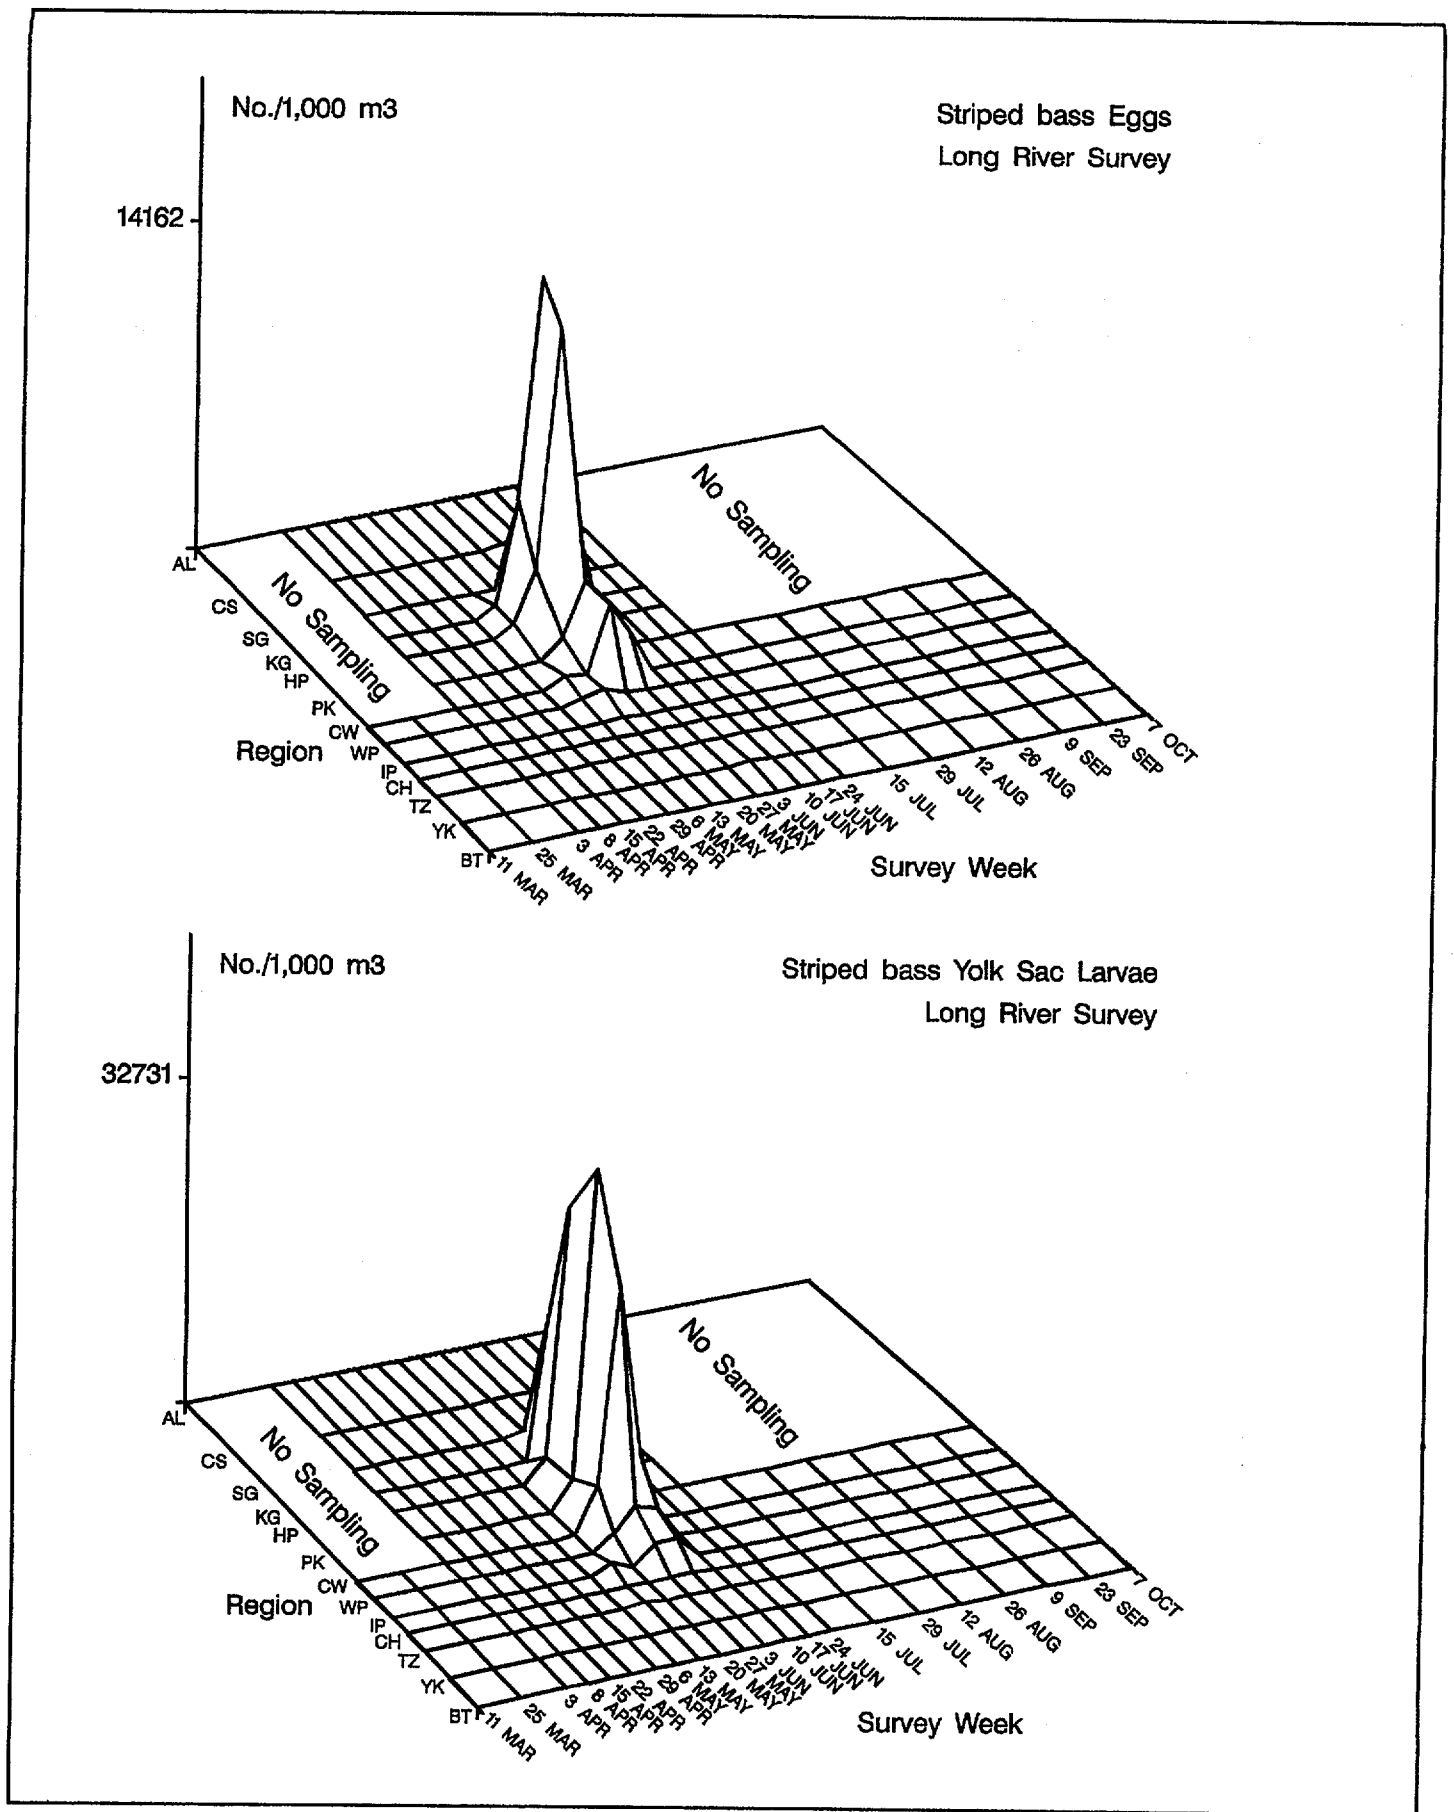 No./1,000 m3
Striped bass Eggs
Long River Survey
14162
No Sampling
No Sampling
AL
CS
SG
KG
HP
PK
CW
WP
IP
CH
TZ
YK
BT
Region
11 MAR
25 MAR
3 APR
8 APR
15 APR
22 APR
29 APR
6 MAY
13 MAY
20 MAY
27 MAY
3 JUN
10 JUN
17 JUN
24 JUN
15 JUL
29 JUL
12 AUG
26 AUG
9 SEP
23 SEP
7 OCT
Survey Week
No./1,000 m3
Striped bass Yolk Sac Larvae
Long River Survey
32731
No Sampling
No Sampling
AL
CS
SG
KG
HP
PK
CW
WP
IP
CH
TZ
YK
BT
Region
11 MAR
25 MAR
3 APR
8 APR
15 APR
22 APR
29 APR
6 MAY
13 MAY
20 MAY
27 MAY
3 JUN
10 JUN
17 JUN
24 JUN
15 JUL
29 JUL
12 AUG
26 AUG
9 SEP
23 SEP
7 OCT
Survey Week